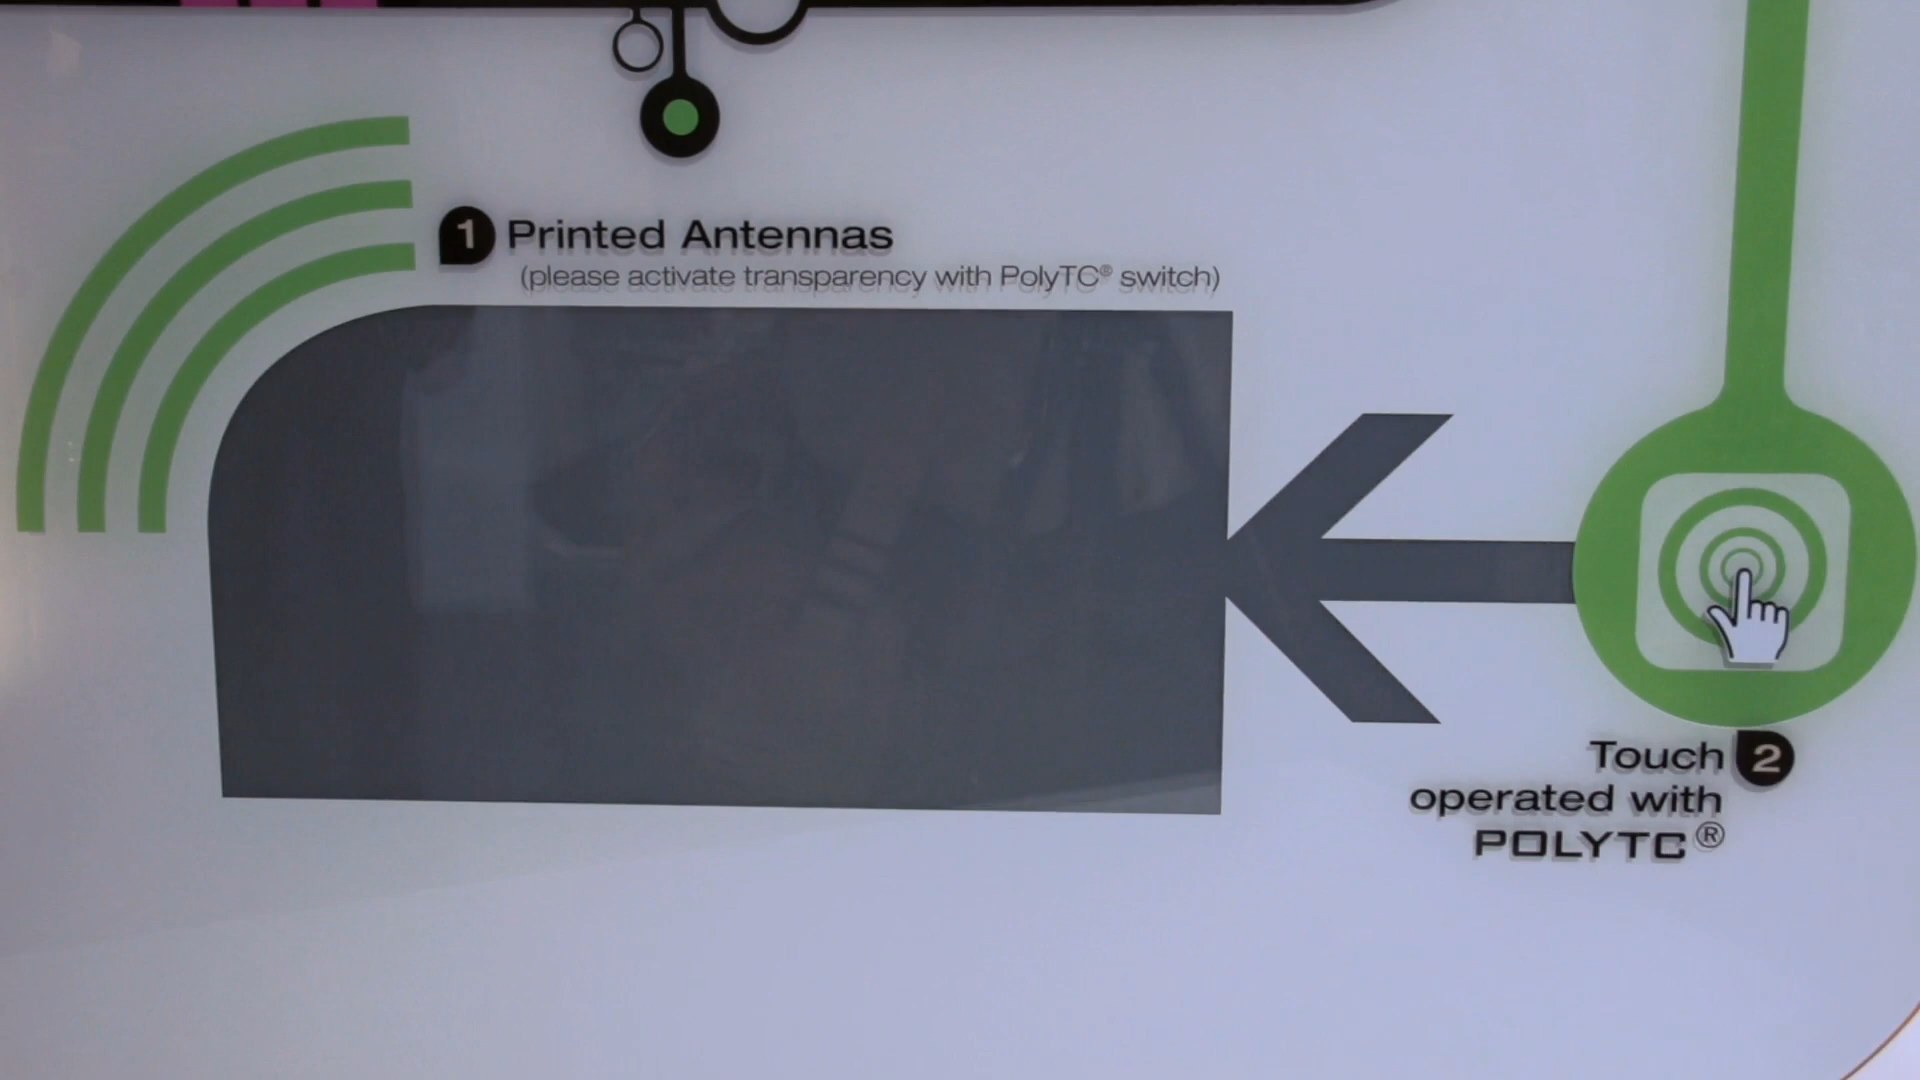 1 Printed Antennas
(please activate transparency with PolyTC® switch)
Touch 2
operated with
POLYTC®